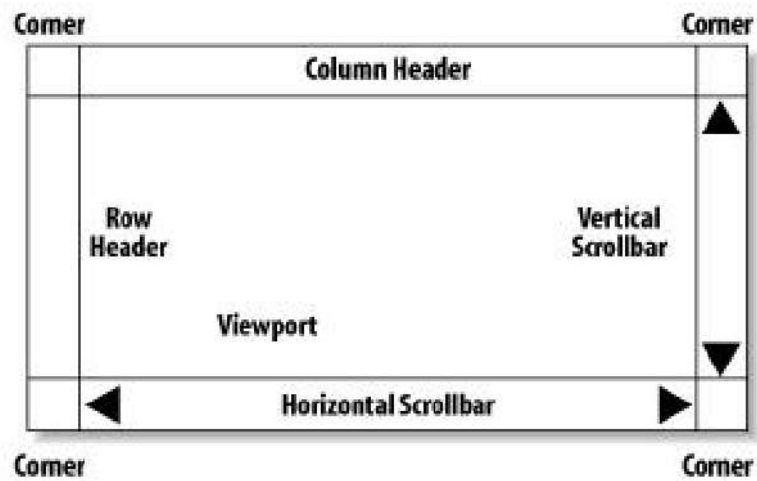 Corner Corner
Column Header
Row
Header
Vertical
Scrollbar
Viewport
Horizontal Scrollbar
Corner Corner